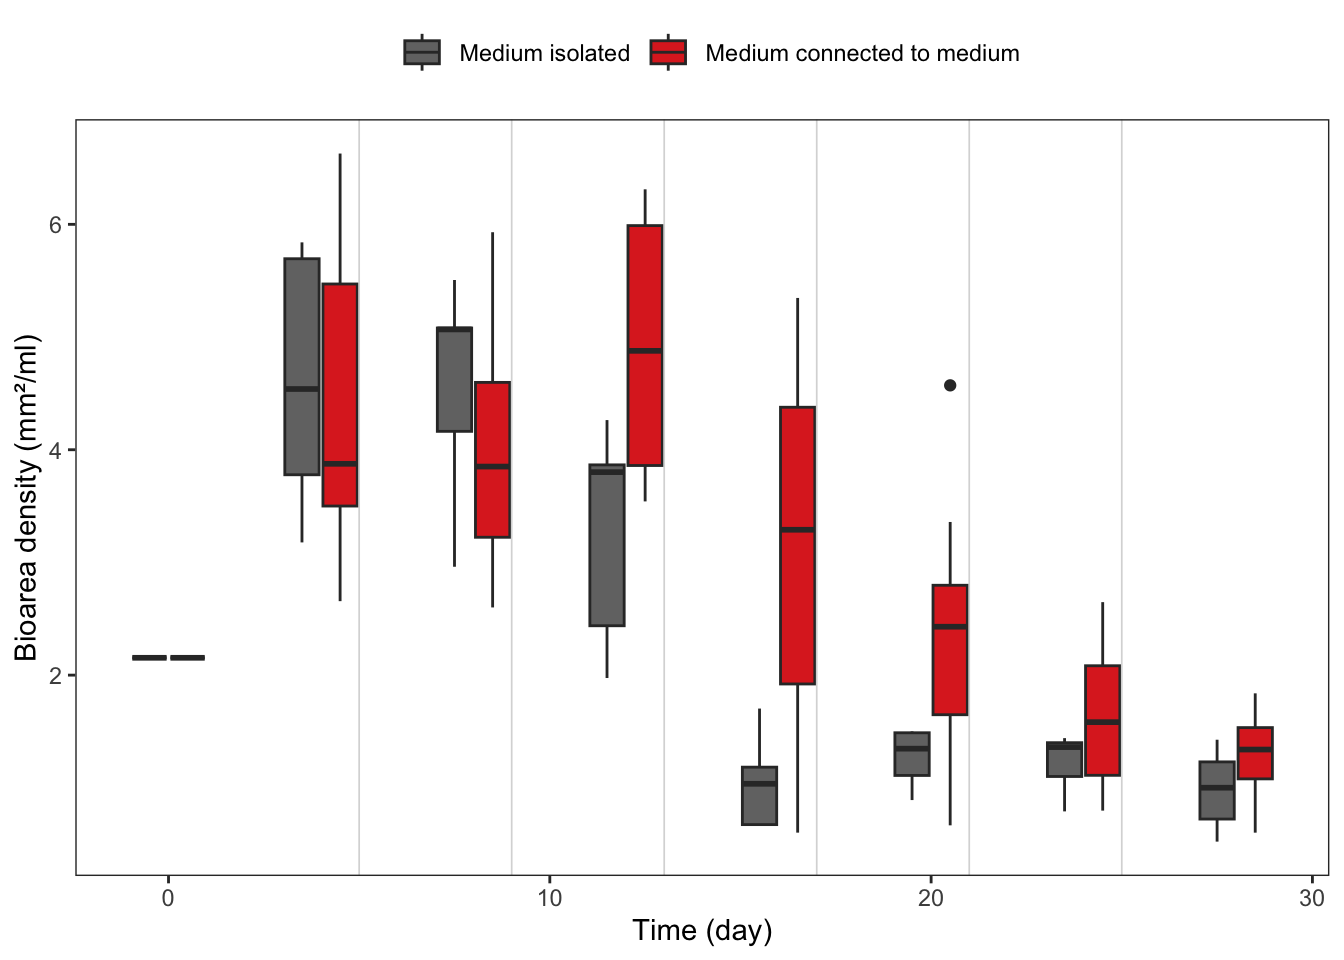 Medium isolated Medium connected to medium
Bioarea density (mm²/ml)
6
4
2
0 10 20 30
Time (day)